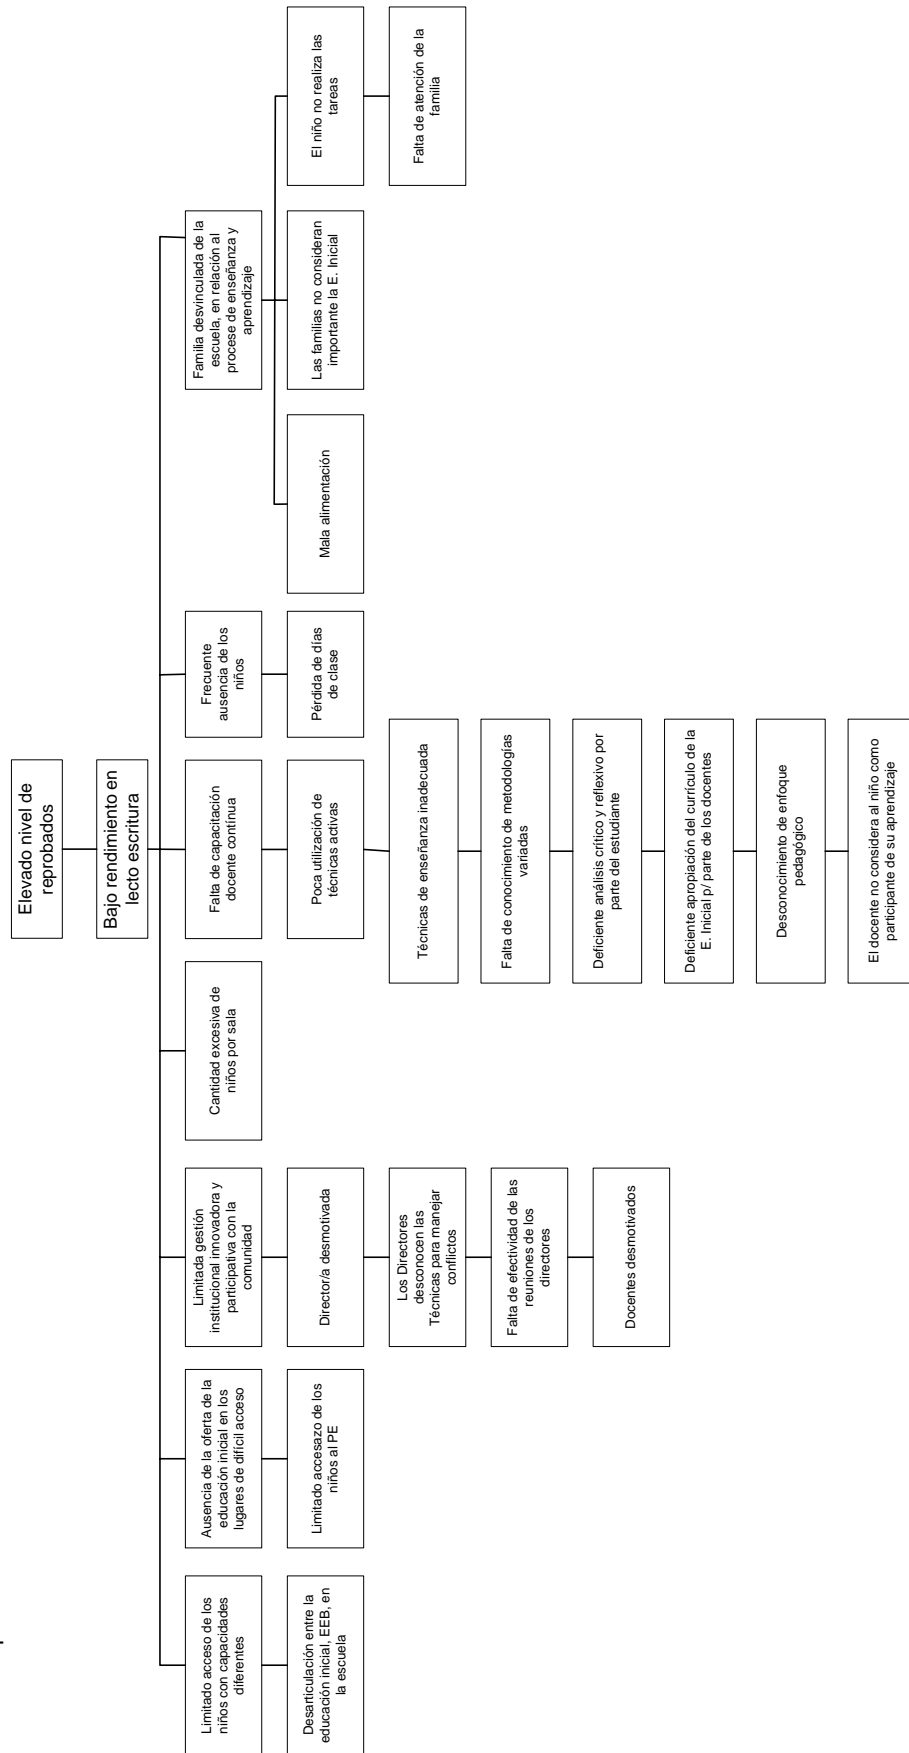 Elevado nivel de
reprobados
Bajo rendimiento en
lecto escritura
Limitado acceso de los
niños con capacidades
diferentes
Desarticulación entre la
educación inicial, EEB, en
la escuela
Ausencia de la oferta de la
educación inicial en los
lugares de difícil acceso
Limitado accesazo de los
niños al PE
Limitada gestión
institucional innovadora y
participativa con la
comunidad
Director/a desmotivada
Los Directores
desconocen las
Técnicas para manejar
conflictos
Falta de efectividad de las
reuniones de los
directores
Docentes desmotivados
Cantidad excesiva de
niños por sala
Falta de capacitación
docente contínua
Poca utilización de
técnicas activas
Técnicas de enseñanza inadecuada
Falta de conocimiento de metodologías
variadas
Deficiente análisis crítico y reflexivo por
parte del estudiante
Deficiente apropiación del currículo de la
E. Inicial p/ parte de los docentes
Desconocimiento de enfoque
pedagógico
El docente no considera al niño como
participante de su aprendizaje
Frecuente
ausencia de los
niños
Pérdida de días
de clase
Familia desvinculada de la
escuela, en relación al
procese de enseñanza y
aprendizaje
Mala alimentación
Las familias no consideran
importante la E. Inicial
El niño no realiza las
tareas
Falta de atención de la
familia